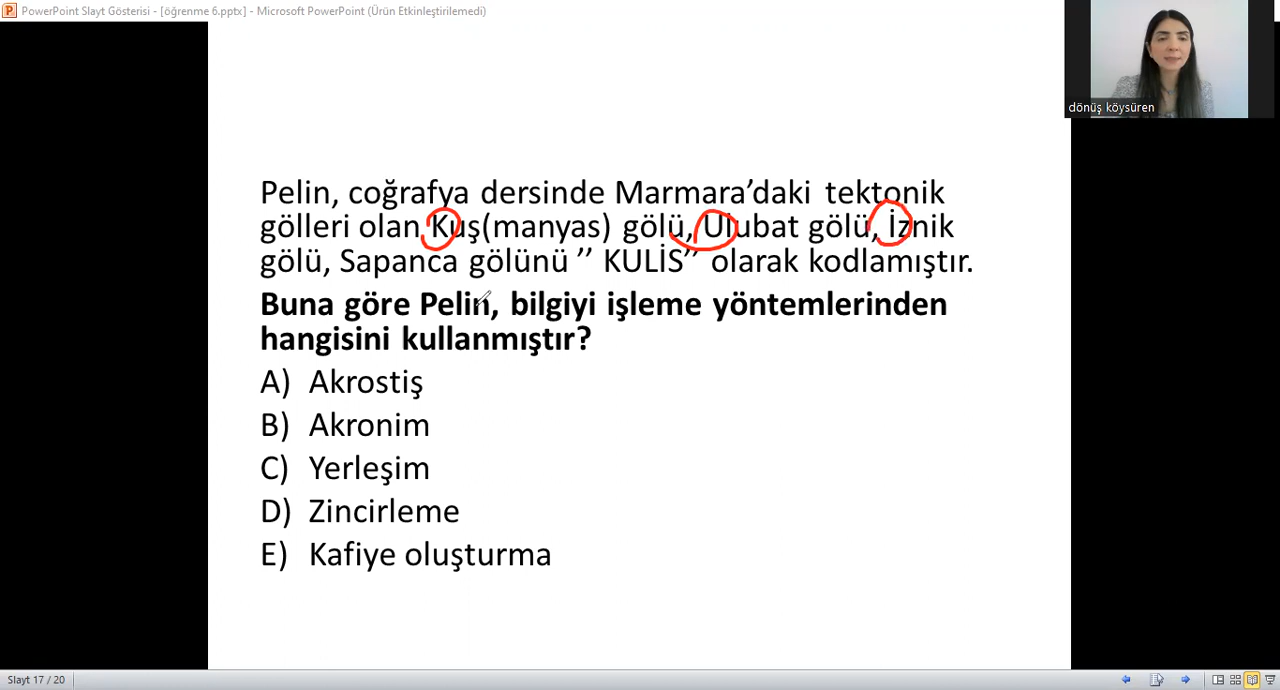 PowerPoint Slayt Gösterisi - [öğrenme 6.pptx] - Microsoft PowerPoint (Ürün Etkinleştirilemedi)
dönüş köysüren
Pelin, coğrafya dersinde Marmara’daki tektonik
gölleri olan Kuş(manyas) gölü, Ulubat gölü, İznik
gölü, Sapanca gölünü ’’ KULİS’’ olarak kodlamıştır.
Buna göre Pelin, bilgiyi işleme yöntemlerinden
hangisini kullanmıştır?
A) Akrostiş
B) Akronim
C) Yerleşim
D) Zincirleme
E) Kafiye oluşturma
Slayt 17 / 20